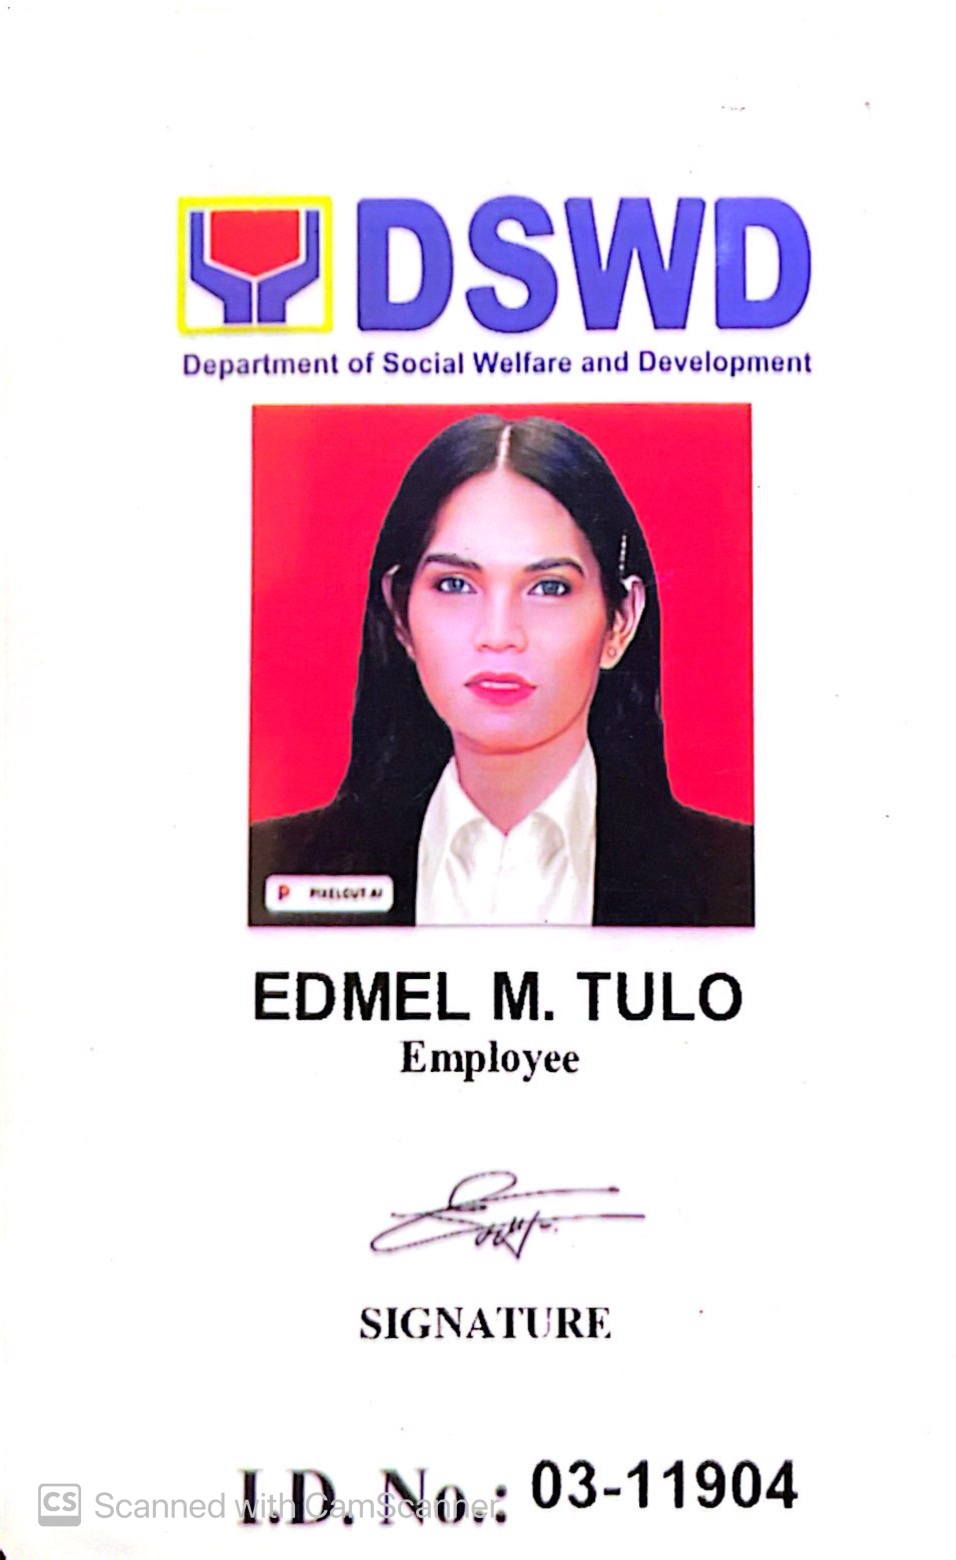 DSWD
Department of Social Welfare and Development
P PIXELCUT AI
EDMEL M. TULO
Employee
SIGNATURE
I.D. No.: 03-11904
CS Scanned with CamScanner